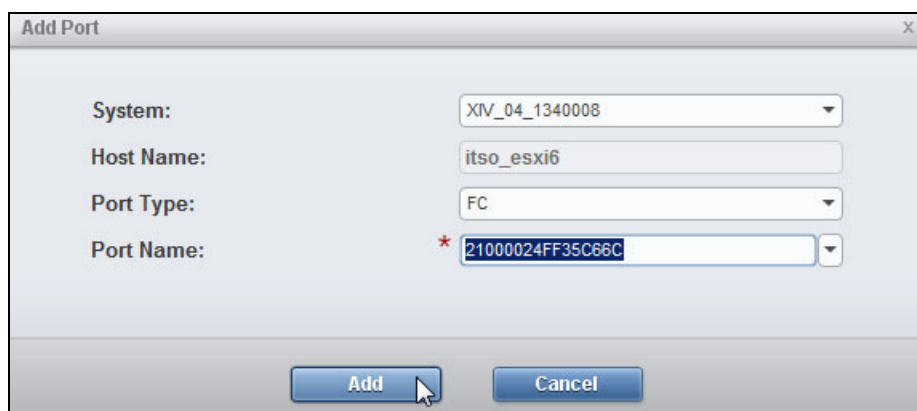 Add Port x
System: XIV_04_1340008
Host Name: itso_esxi6
Port Type: FC
Port Name: * 21000024FF35C66C
Add Cancel